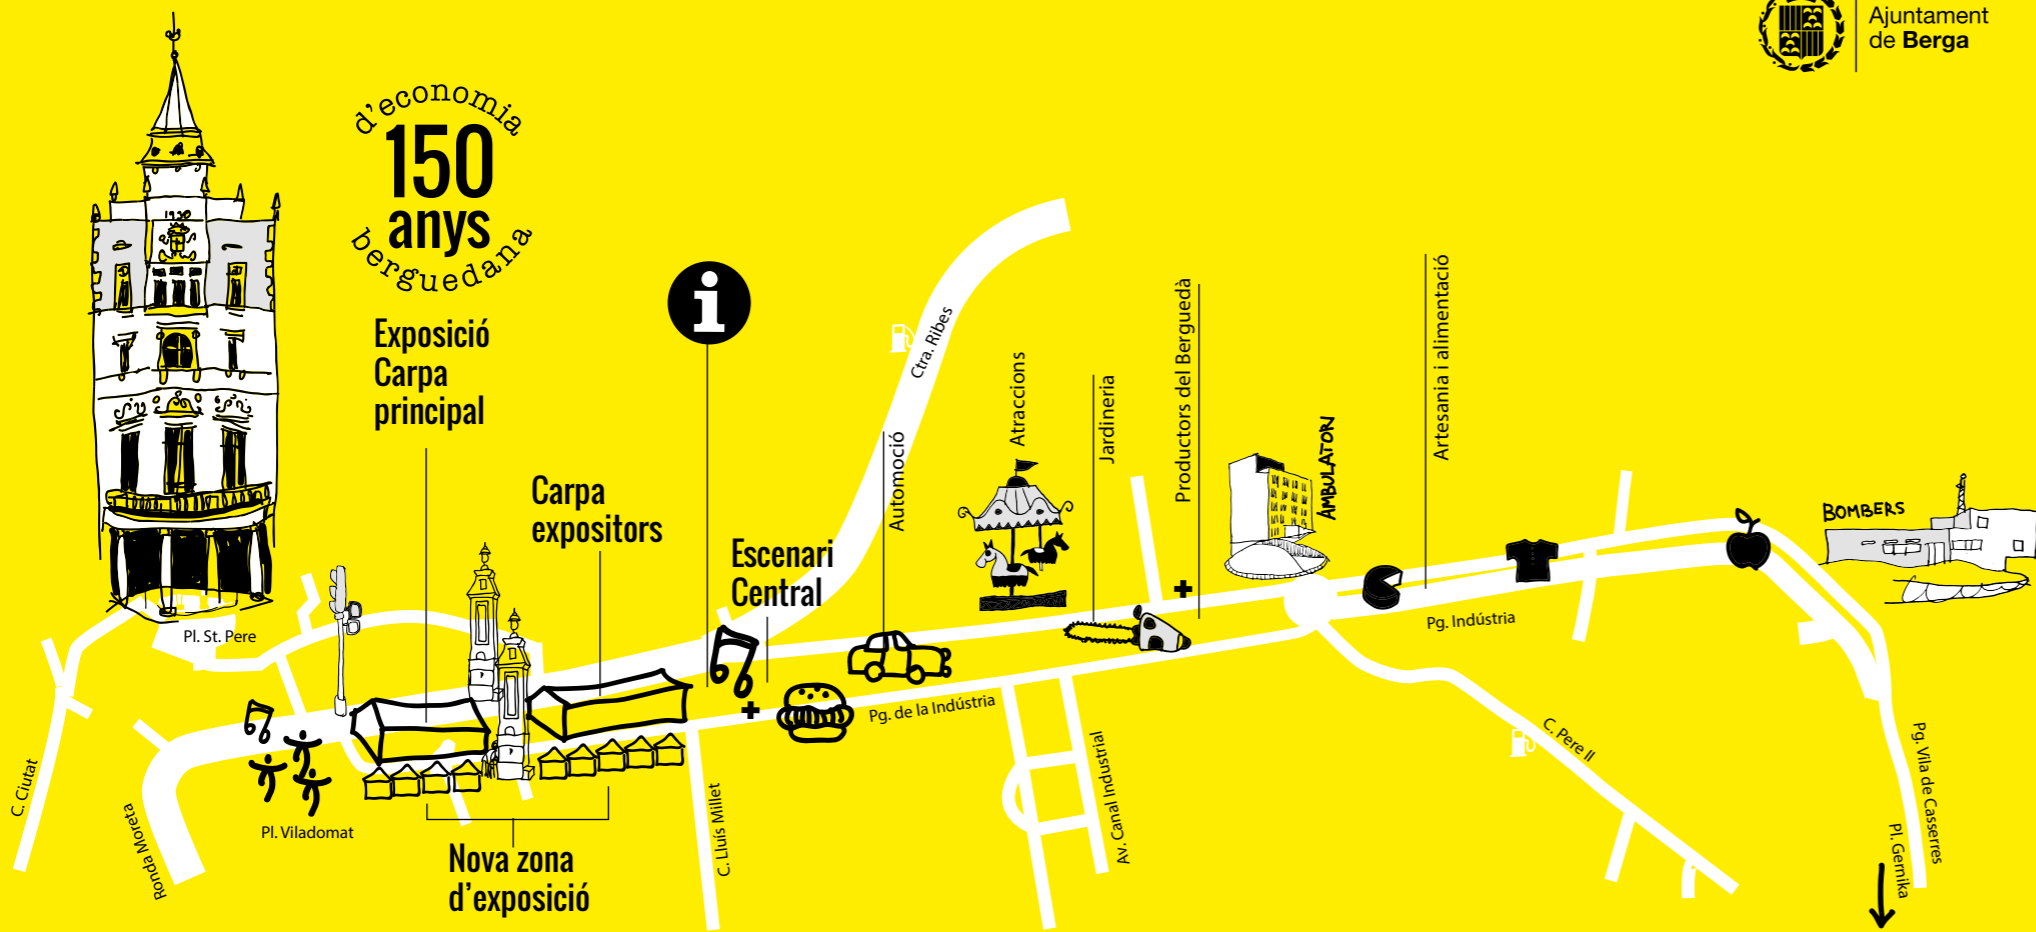 Ajuntament
de Berga
d'economia
150
anys
berguedana
1930
Exposició
Carpa
principal
Carpa
expositors
Escenari
Central
Ctra. Ribes
Automoció
Atraccions
Jardineria
Productors del Berguedà
AMBULATORI
Artesania i alimentació
BOMBERS
Pl. St. Pere
Pg. Indústria
Pg. de la Indústria
C. Ciutat
Ronda Moreta
Pl. Viladomat
Nova zona
d'exposició
C. Lluís Millet
Av. Canal Industrial
C. Pere II
Pg. Vila de Casserres
Pl. Gernika